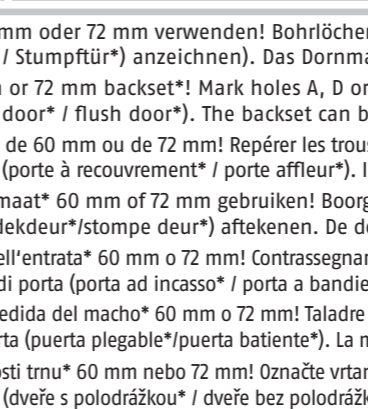 mm oder 72 mm verwenden! Bohrlöcher
/ Stumpftür*) anzeichnen). Das Dornma
or 72 mm backset*! Mark holes A, D or
door* / flush door*). The backset can b
de 60 mm ou de 72 mm! Repérer les trous
(porte à recouvrement* / porte affleur*). I
maat* 60 mm of 72 mm gebruiken! Boorg
dekdeur*/stompe deur*) aftekenen. De d
ell'entrata* 60 mm o 72 mm! Contrassegnar
di porta (porta ad incasso* / porta a bandie
edida del macho* 60 mm o 72 mm! Taladre
rta (puerta plegable*/puerta batiente*). La m
osti trnu* 60 mm nebo 72 mm! Označte vrtan
(dveře s polodrážkou* / dveře bez polodrážk